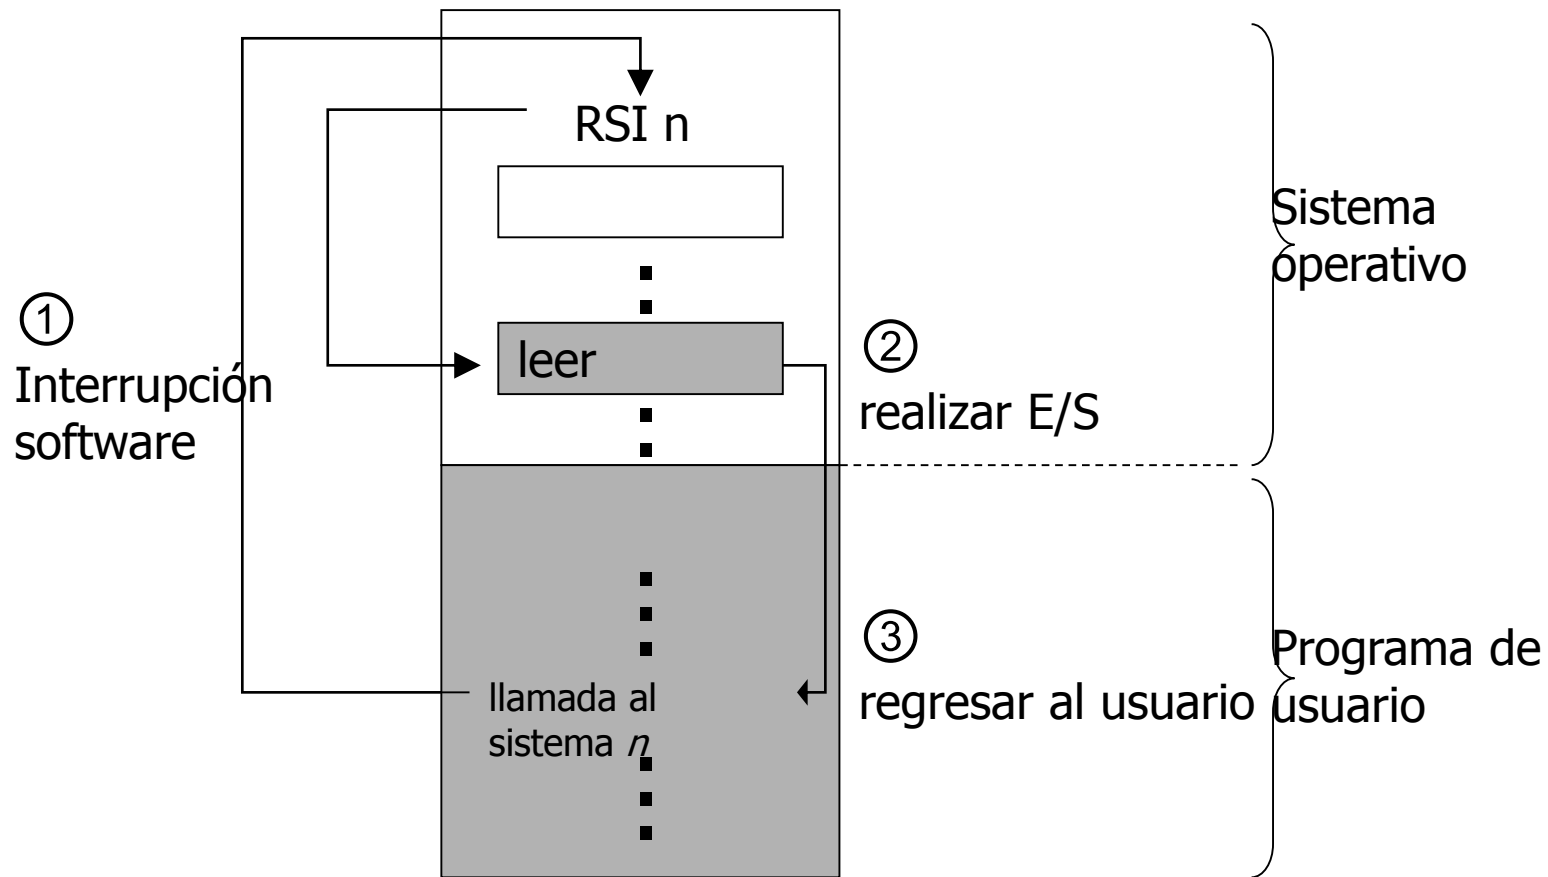 RSI n
Sistema
operativo
①
Interrupción
software
leer
②
realizar E/S
③
regresar al usuario
Programa de
usuario
llamada al
sistema n